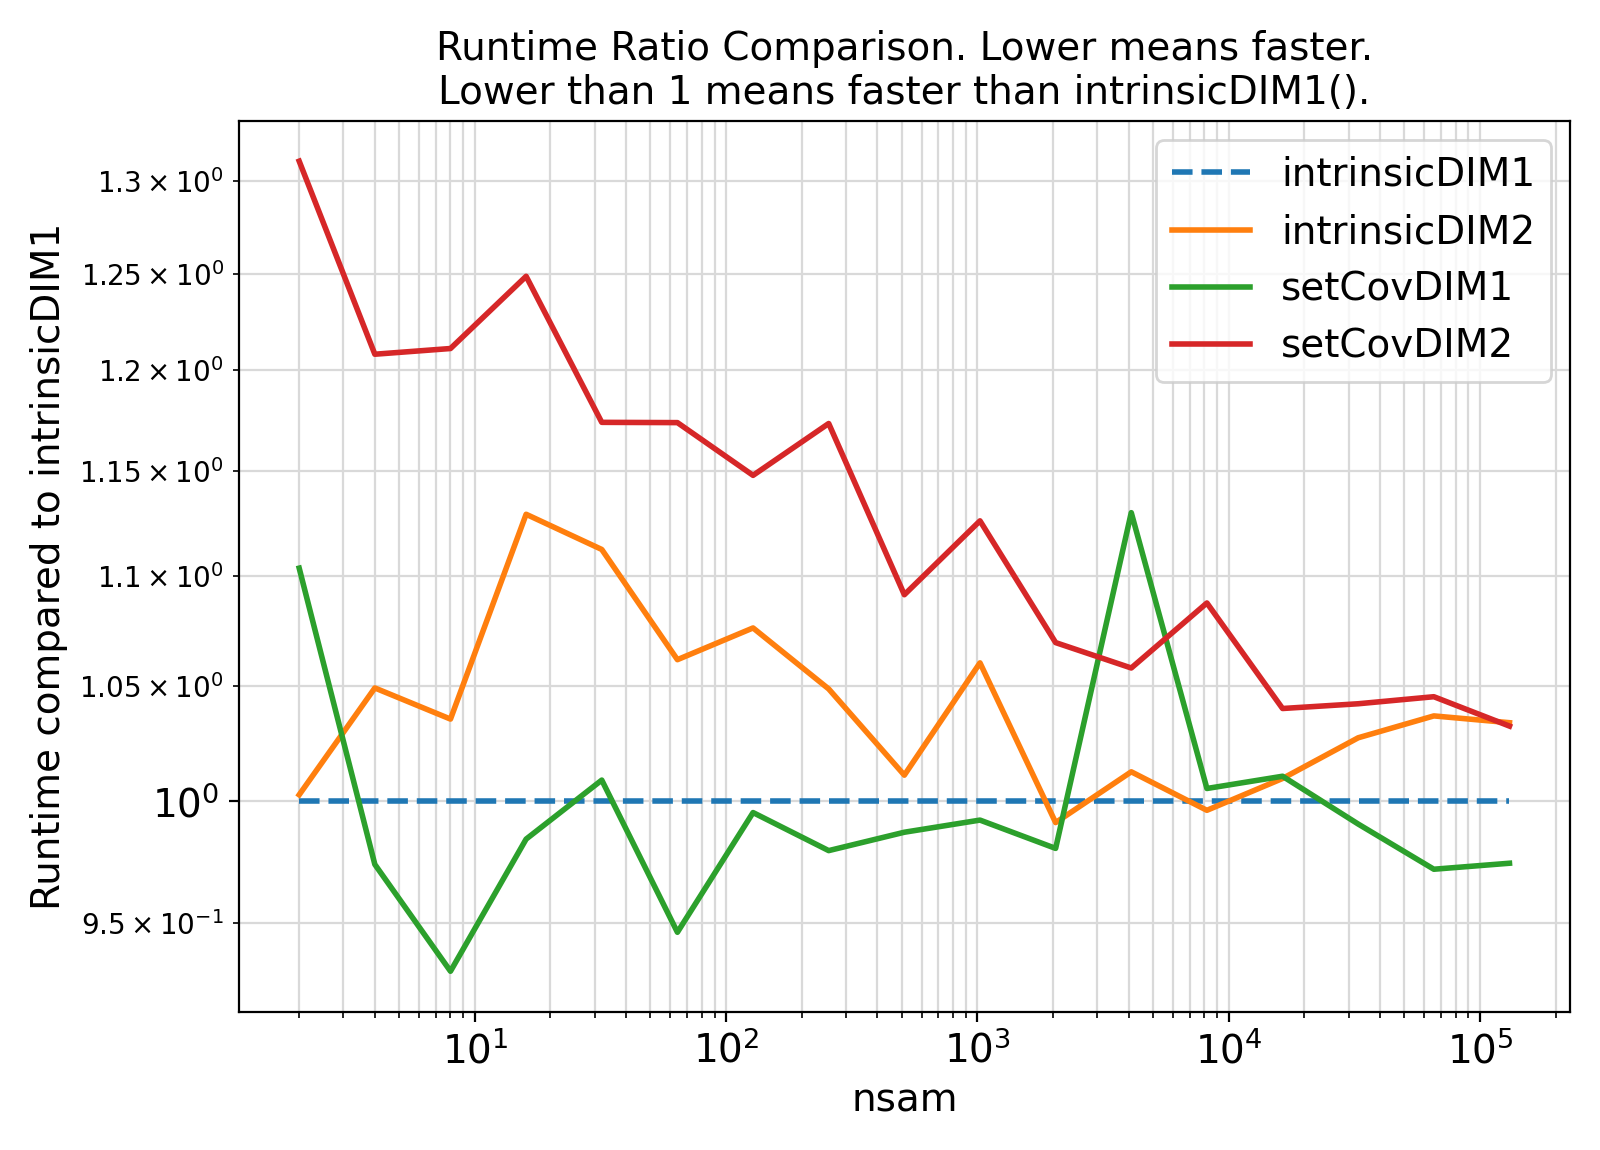 Runtime Ratio Comparison. Lower means faster.
Lower than 1 means faster than intrinsicDIM1().
Runtime compared to intrinsicDIM1
1.3 × 10⁰
1.25 × 10⁰
1.2 × 10⁰
1.15 × 10⁰
1.1 × 10⁰
1.05 × 10⁰
10⁰
9.5 × 10⁻¹
intrinsicDIM1
intrinsicDIM2
setCovDIM1
setCovDIM2
10¹ 10² 10³ 10⁴ 10⁵
nsam